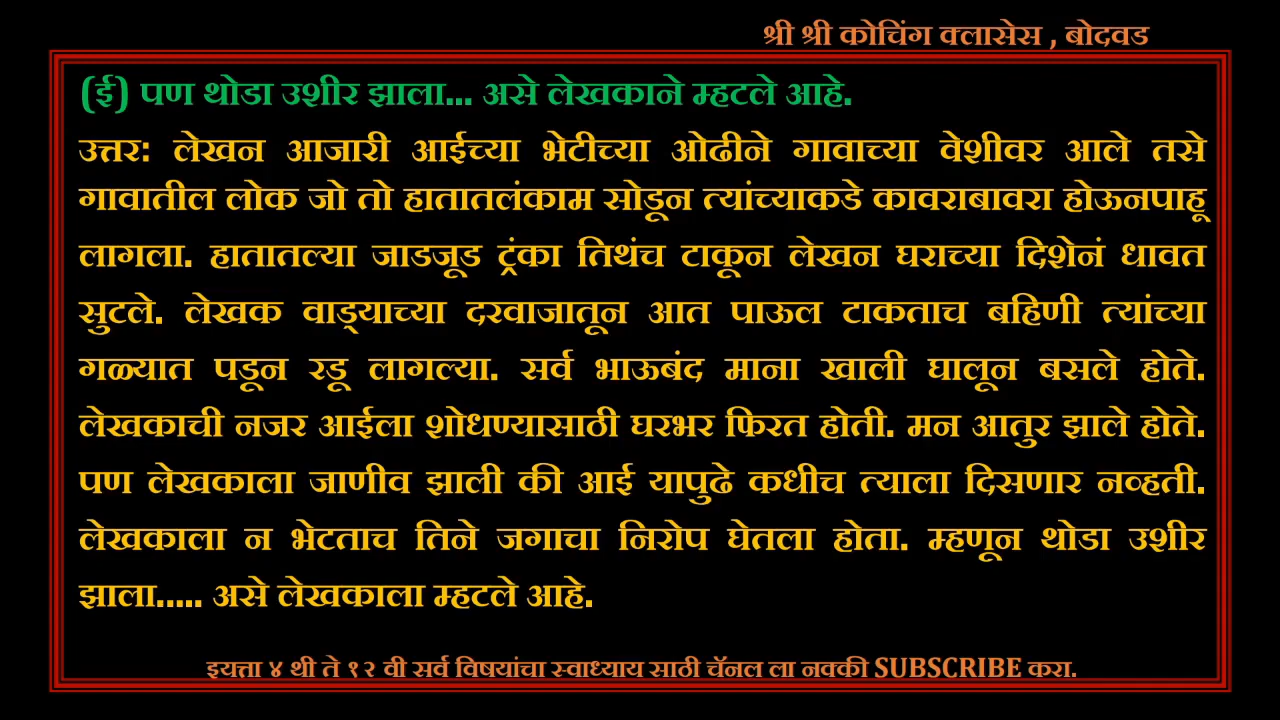 श्री श्री कोचिंग क्लासेस , बोदवड
(ई) पण थोडा उशीर झाला... असे लेखकाने म्हटले आहे.
उत्तर: लेखन आजारी आईच्या भेटीच्या ओढीने गावाच्या वेशीवर आले तसे
गावातील लोक जो तो हातातलंकाम सोडून त्यांच्याकडे कावराबावरा होऊनपाहू
लागला. हातातल्या जाडजूड ट्रंका तिथंच टाकून लेखन घराच्या दिशेनं धावत
सुटले. लेखक वाड्याच्या दरवाजातून आत पाऊल टाकताच बहिणी त्यांच्या
गळ्यात पडून रडू लागल्या. सर्व भाऊबंद माना खाली घालून बसले होते.
लेखकाची नजर आईला शोधण्यासाठी घरभर फिरत होती. मन आतुर झाले होते.
पण लेखकाला जाणीव झाली की आई यापुढे कधीच त्याला दिसणार नव्हती.
लेखकाला न भेटताच तिने जगाचा निरोप घेतला होता. म्हणून थोडा उशीर
झाला..... असे लेखकाला म्हटले आहे.
इयत्ता ४ थी ते १२ वी सर्व विषयांचा स्वाध्याय साठी चॅनल ला नक्की SUBSCRIBE करा.